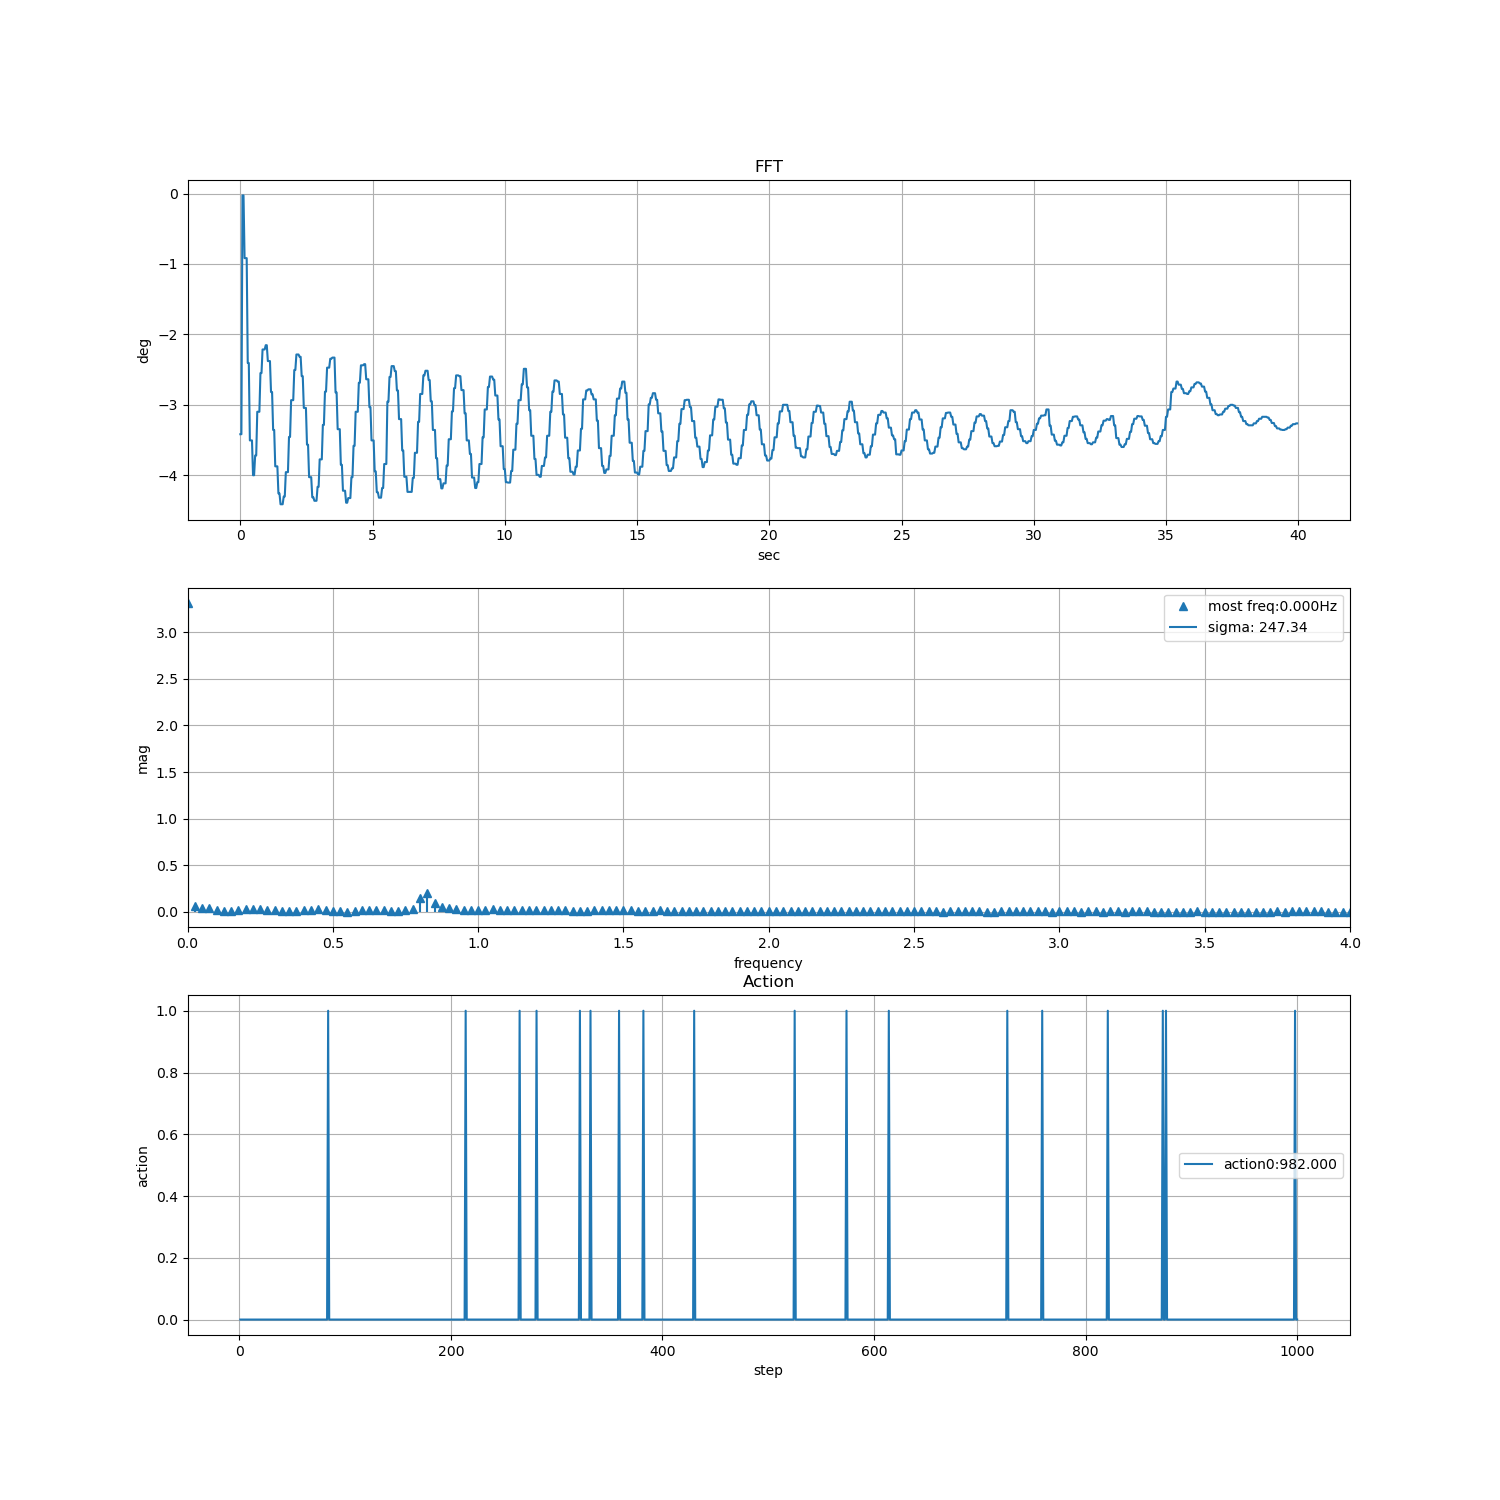 FFT
0
−1
−2
−3
−4
deg
0 5 10 15 20 25 30 35 40
sec
most freq:0.000Hz
sigma: 247.34
3.0
2.5
2.0
1.5
1.0
0.5
0.0
mag
0.0 0.5 1.0 1.5 2.0 2.5 3.0 3.5 4.0
frequency
Action
1.0
0.8
0.6
0.4
0.2
0.0
action
action0:982.000
0 200 400 600 800 1000
step